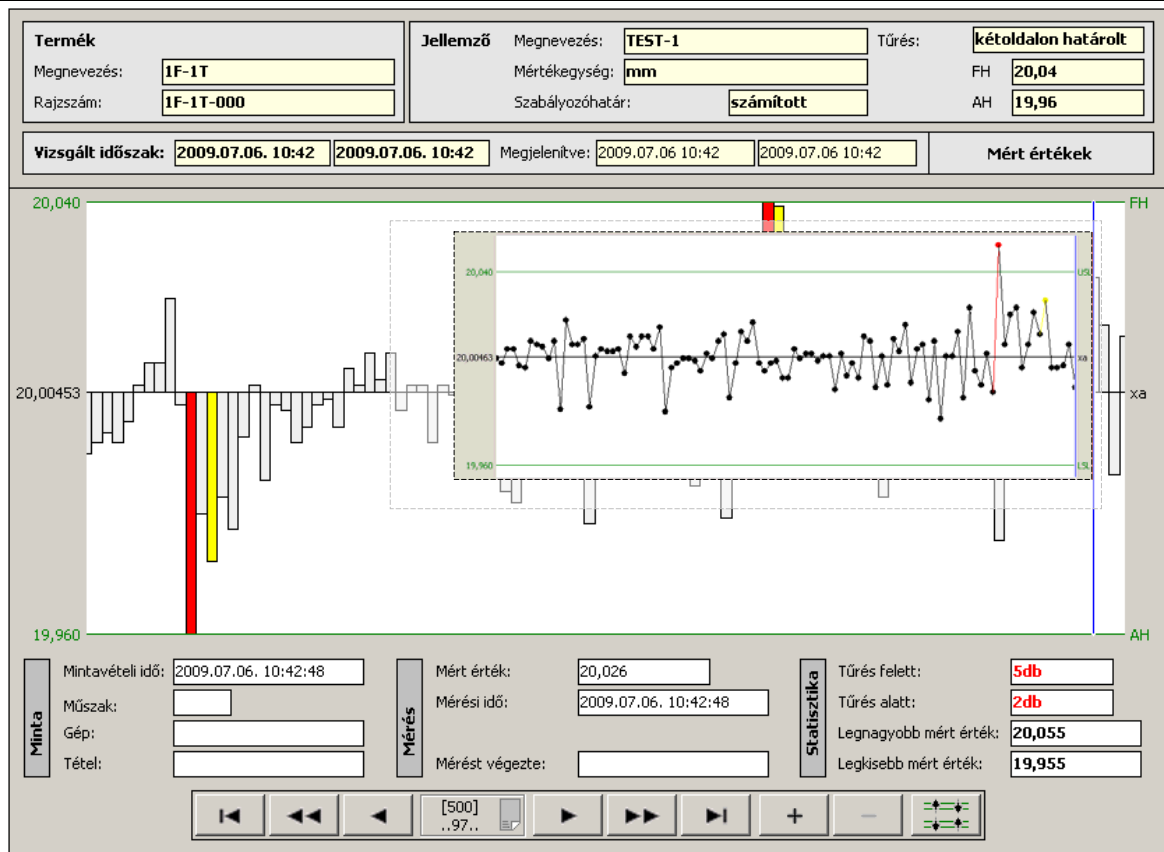 Termék
Megnevezés: 1F-1T
Rajzszám: 1F-1T-000
Jellemző Megnevezés: TEST-1 Tűrés: kétoldalon határolt
Mértékegység: mm FH 20,04
Szabályozóhatár: számított AH 19,96
Vizsgált időszak: 2009.07.06. 10:42 2009.07.06. 10:42 Megjelenítve: 2009.07.06 10:42 2009.07.06 10:42 Mért értékek
20,040 FH
20,040 USL
20,00463 xa
20,00453 xa
19,960 LSL
19,960 AH
Minta
Mintavételi idő: 2009.07.06. 10:42:48
Műszak:
Gép:
Tétel:
Mérés
Mért érték: 20,026
Mérési idő: 2009.07.06. 10:42:48
Mérést végezte:
Statisztika
Tűrés felett: 5db
Tűrés alatt: 2db
Legnagyobb mért érték: 20,055
Legkisebb mért érték: 19,955
[500]
..97..